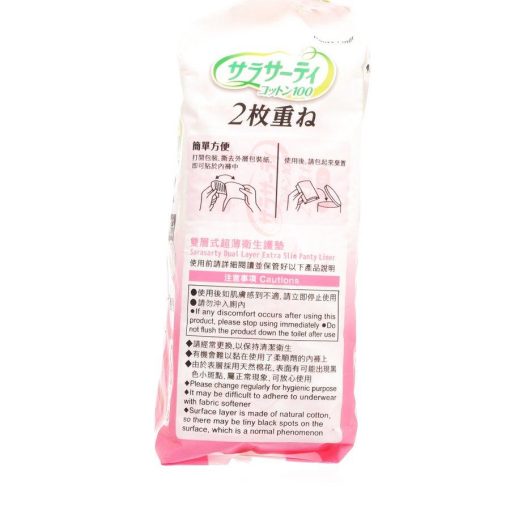 Panty Liner
サラサーティ
コットン100
2枚重ね
簡單方便
打開包裝,撕去外層包裝紙,
即可貼於內褲中
使用後,請包起來棄置
雙層式超薄衛生護墊
Sarasarty Dual Layer Extra Slim Panty Liner
使用前請詳細閱讀並保管好以下產品說明
注意事項 Cautions
●使用後如肌膚感到不適,請立即停止使用
●請勿沖入廁內
●If any discomfort occurs after using this
product, please stop using immediately ●Do
not flush the product down the toilet after use
◆請經常更換,以保持清潔衛生
◆有機會難以黏在使用了柔順劑的內褲上
◆由於表層採用天然棉花,表面有可能出現黑
色小斑點,屬正常現象,可放心使用
◆Please change regularly for hygienic purpose
◆It may be difficult to adhere to underwear
with fabric softener
◆Surface layer is made of natural cotton,
so there may be tiny black spots on the
surface, which is a normal phenomenon